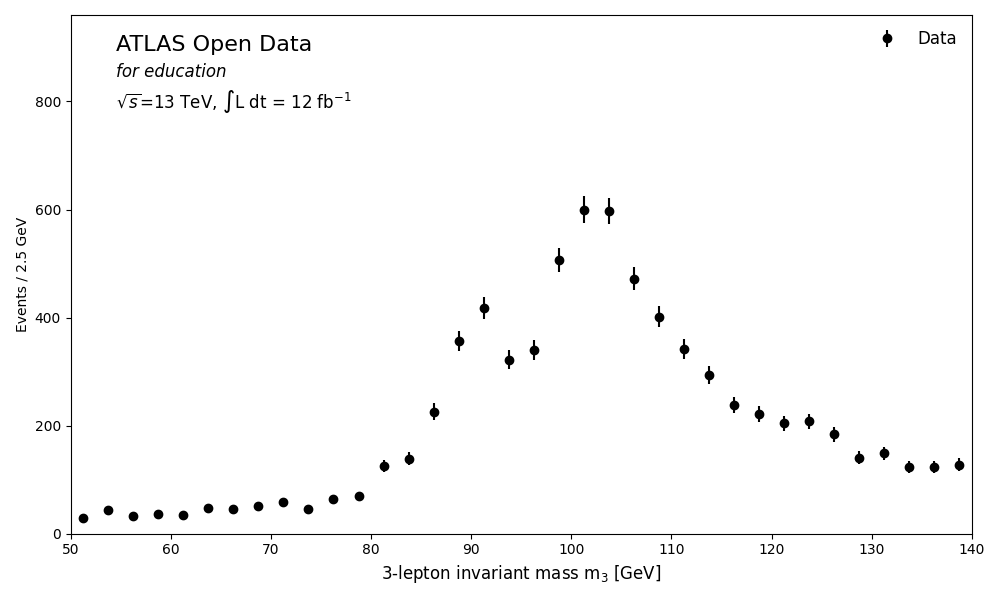 ATLAS Open Data
for education
√s=13 TeV, ∫L dt = 12 fb⁻¹
Data
Events / 2.5 GeV
800
600
400
200
0
50 60 70 80 90 100 110 120 130 140
3-lepton invariant mass m₃ [GeV]